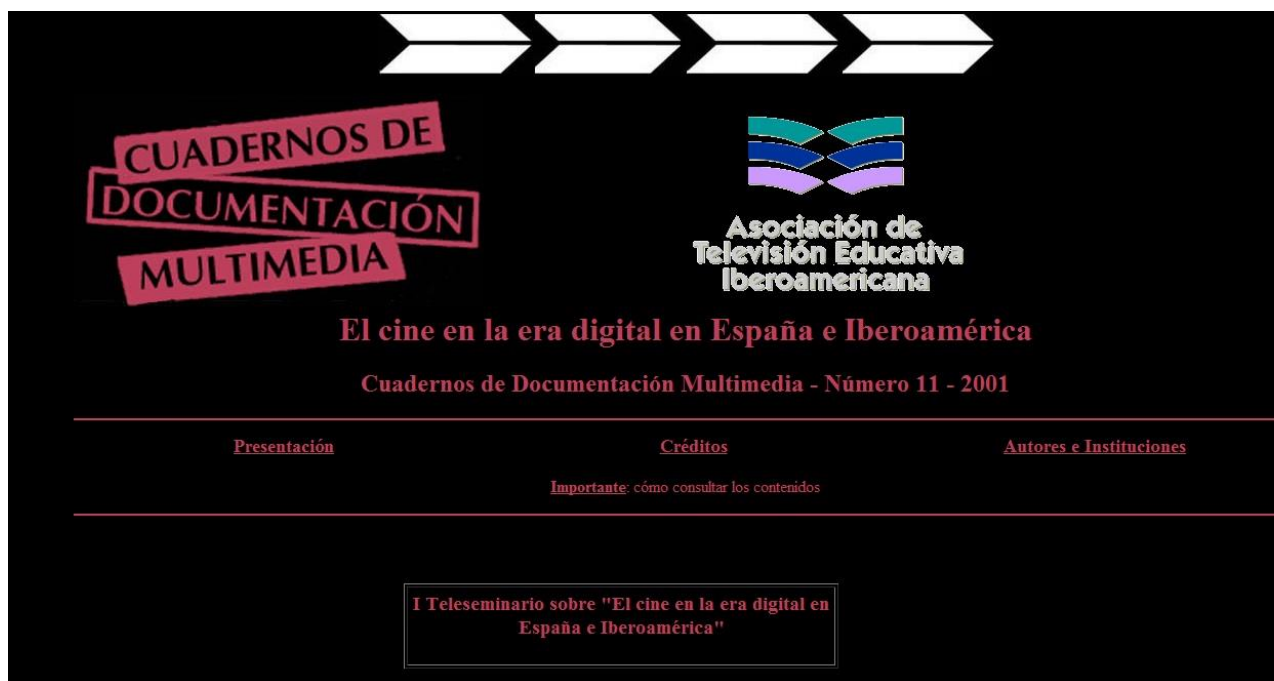 CUADERNOS DE
DOCUMENTACIÓN
MULTIMEDIA
Asociación de
Televisión Educativa
Iberoamericana
El cine en la era digital en España e Iberoamérica
Cuadernos de Documentación Multimedia - Número 11 - 2001
Presentación Créditos Autores e Instituciones
Importante: cómo consultar los contenidos
I Teleseminario sobre "El cine en la era digital en
España e Iberoamérica"